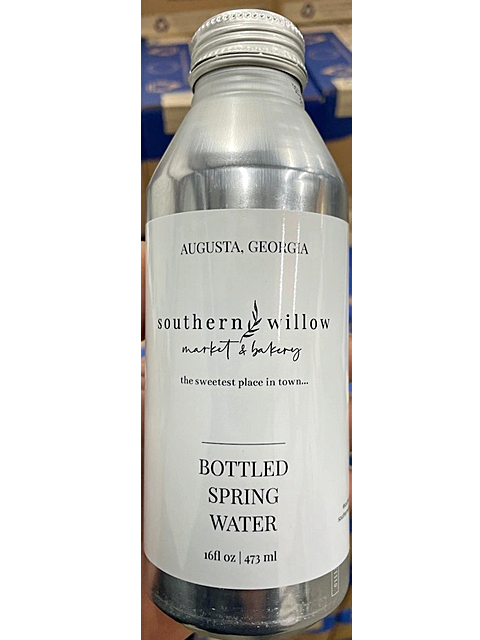 AUGUSTA, GEORGIA
southern willow
market & bakery
the sweetest place in town...
BOTTLED
SPRING
WATER
16fl oz | 473 ml